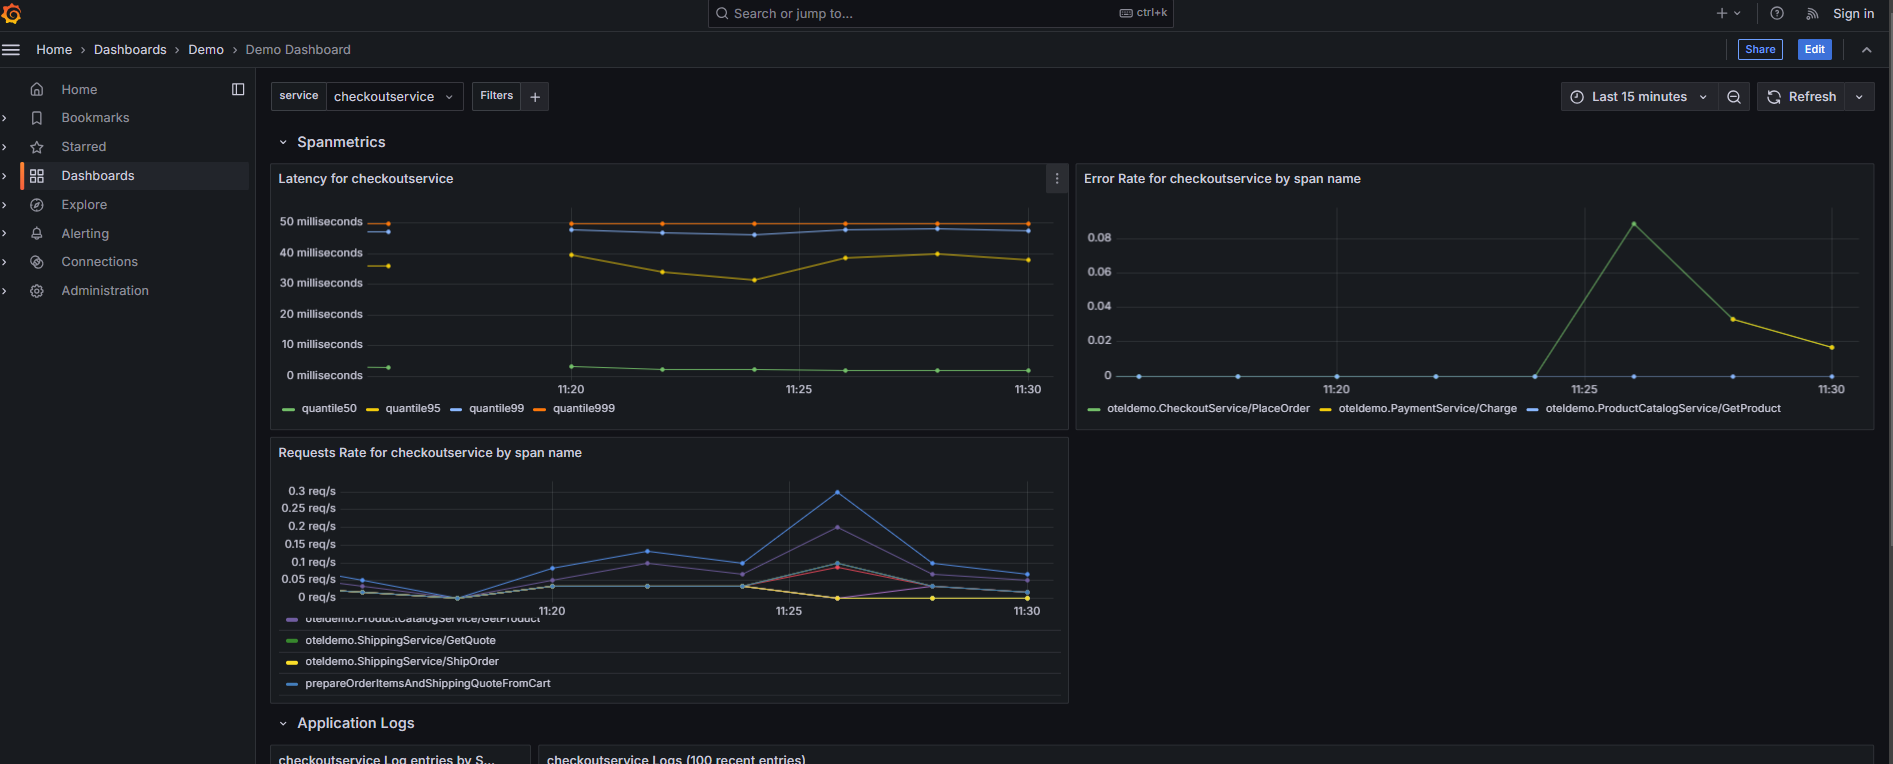 Search or jump to...
ctrl+k
Sign in
Home › Dashboards › Demo › Demo Dashboard
Share
Edit
Home
Bookmarks
Starred
Dashboards
Explore
Alerting
Connections
Administration
service
checkoutservice
Filters
Last 15 minutes
Refresh
Spanmetrics
Latency for checkoutservice
50 milliseconds
40 milliseconds
30 milliseconds
20 milliseconds
10 milliseconds
0 milliseconds
11:20
11:25
11:30
quantile50
quantile95
quantile99
quantile999
Error Rate for checkoutservice by span name
0.08
0.06
0.04
0.02
0
11:20
11:25
11:30
oteldemo.CheckoutService/PlaceOrder
oteldemo.PaymentService/Charge
oteldemo.ProductCatalogService/GetProduct
Requests Rate for checkoutservice by span name
0.3 req/s
0.25 req/s
0.2 req/s
0.15 req/s
0.1 req/s
0.05 req/s
0 req/s
11:20
11:25
11:30
oteldemo.ProductCatalogService/GetProduct
oteldemo.ShippingService/GetQuote
oteldemo.ShippingService/ShipOrder
prepareOrderItemsAndShippingQuoteFromCart
Application Logs
checkoutservice Log entries by S...
checkoutservice Logs (100 recent entries)